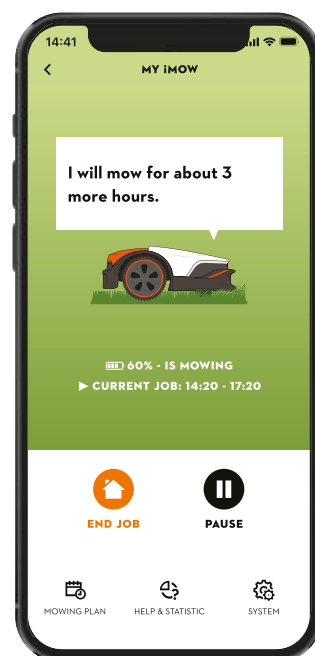 14:41
MY iMOW
I will mow for about 3
more hours.
60% - IS MOWING
CURRENT JOB: 14:20 - 17:20
END JOB
PAUSE
MOWING PLAN
HELP & STATISTIC
SYSTEM